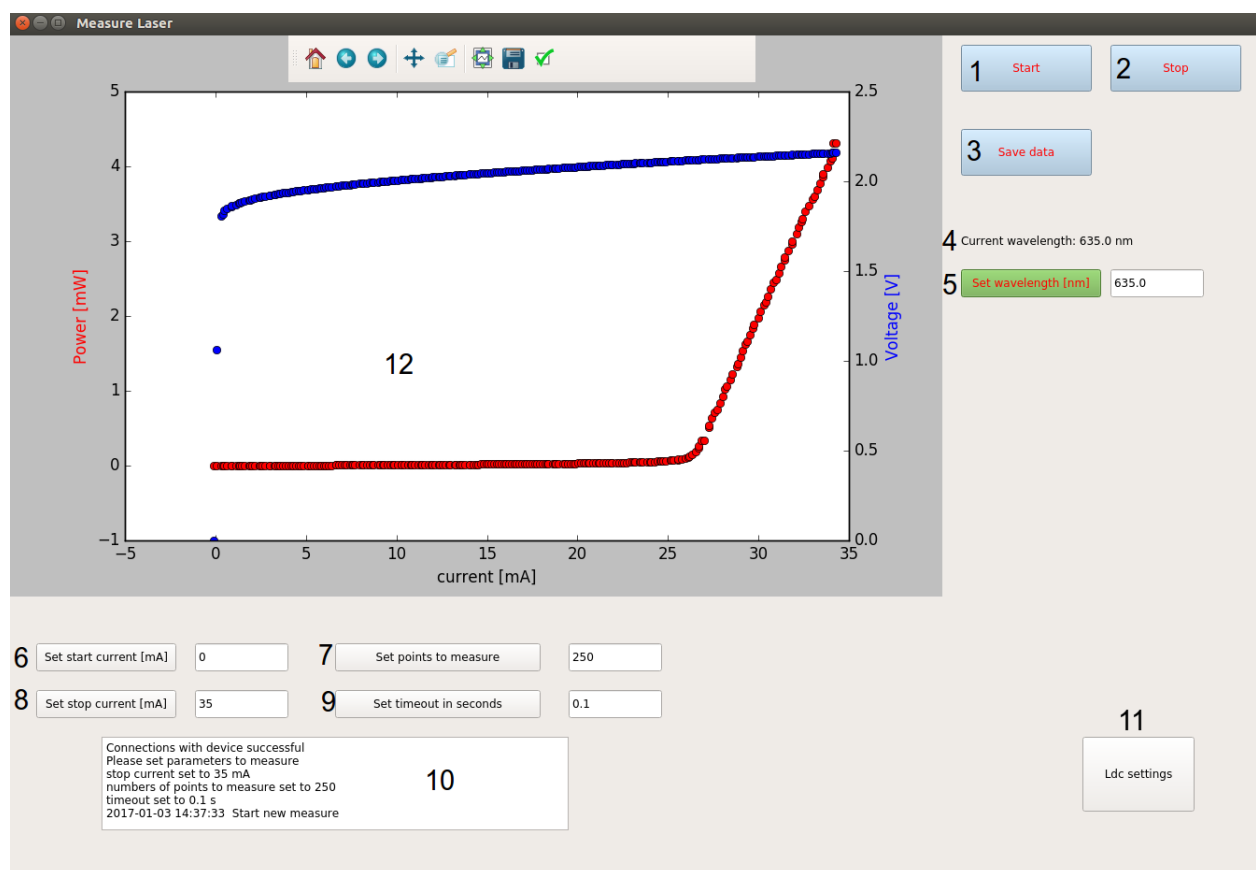 Measure Laser
1 Start
2 Stop
3 Save data
4 Current wavelength: 635.0 nm
5 Set wavelength [nm] 635.0
5 2.5
4 2.0
3
1.5
2
1.0
1
0.5
0
−1 0.0
−5 0 5 10 15 20 25 30 35
current [mA]
Power [mW]
Voltage [V]
12
6 Set start current [mA] 0
7 Set points to measure 250
8 Set stop current [mA] 35
9 Set timeout in seconds 0.1
Connections with device successful
Please set parameters to measure
stop current set to 35 mA
numbers of points to measure set to 250
timeout set to 0.1 s
2017-01-03 14:37:33 Start new measure
10
11
Ldc settings